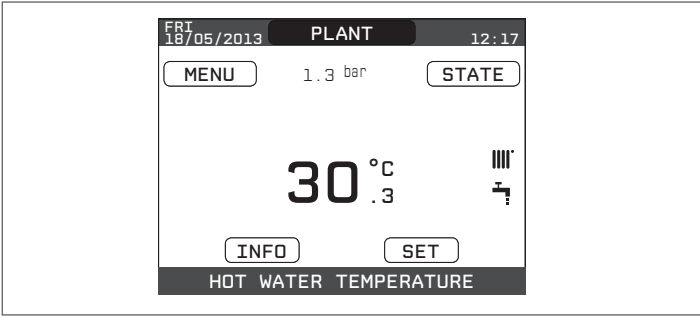 FRI
18/05/2013 PLANT 12:17
MENU 1.3 bar STATE
30.3 °C
INFO SET
HOT WATER TEMPERATURE